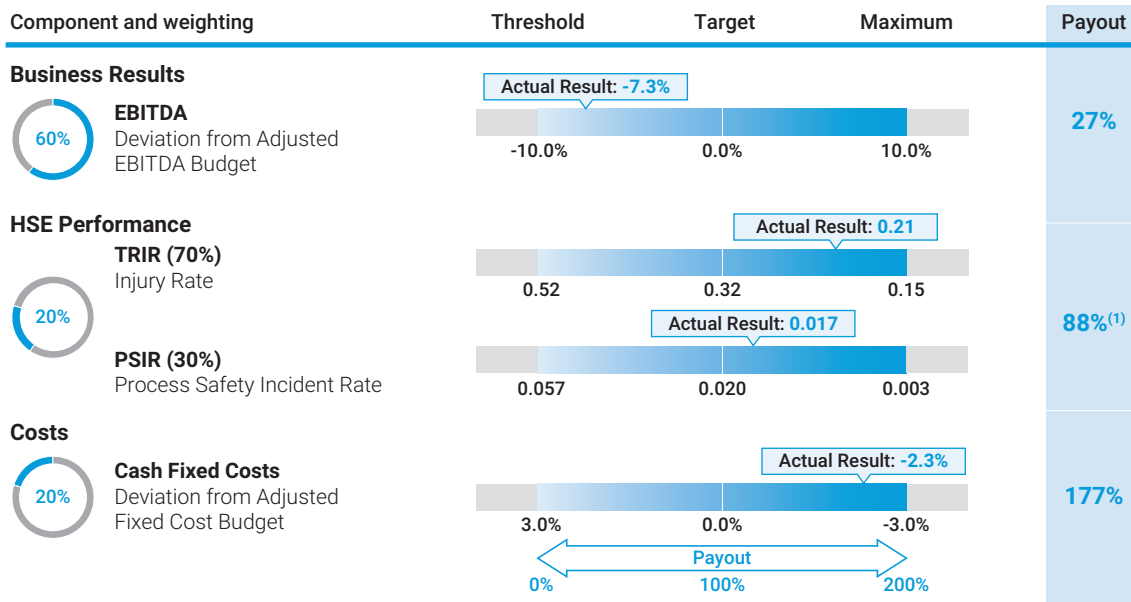 Component and weighting Threshold Target Maximum Payout
Business Results
Actual Result: -7.3%
60%
EBITDA
Deviation from Adjusted
EBITDA Budget
-10.0% 0.0% 10.0%
27%
HSE Performance
Actual Result: 0.21
TRIR (70%)
Injury Rate
0.52 0.32 0.15
20%
Actual Result: 0.017
88%(1)
PSIR (30%)
Process Safety Incident Rate
0.057 0.020 0.003
Costs
Actual Result: -2.3%
20%
Cash Fixed Costs
Deviation from Adjusted
Fixed Cost Budget
3.0% 0.0% -3.0%
177%
Payout
0% 100% 200%